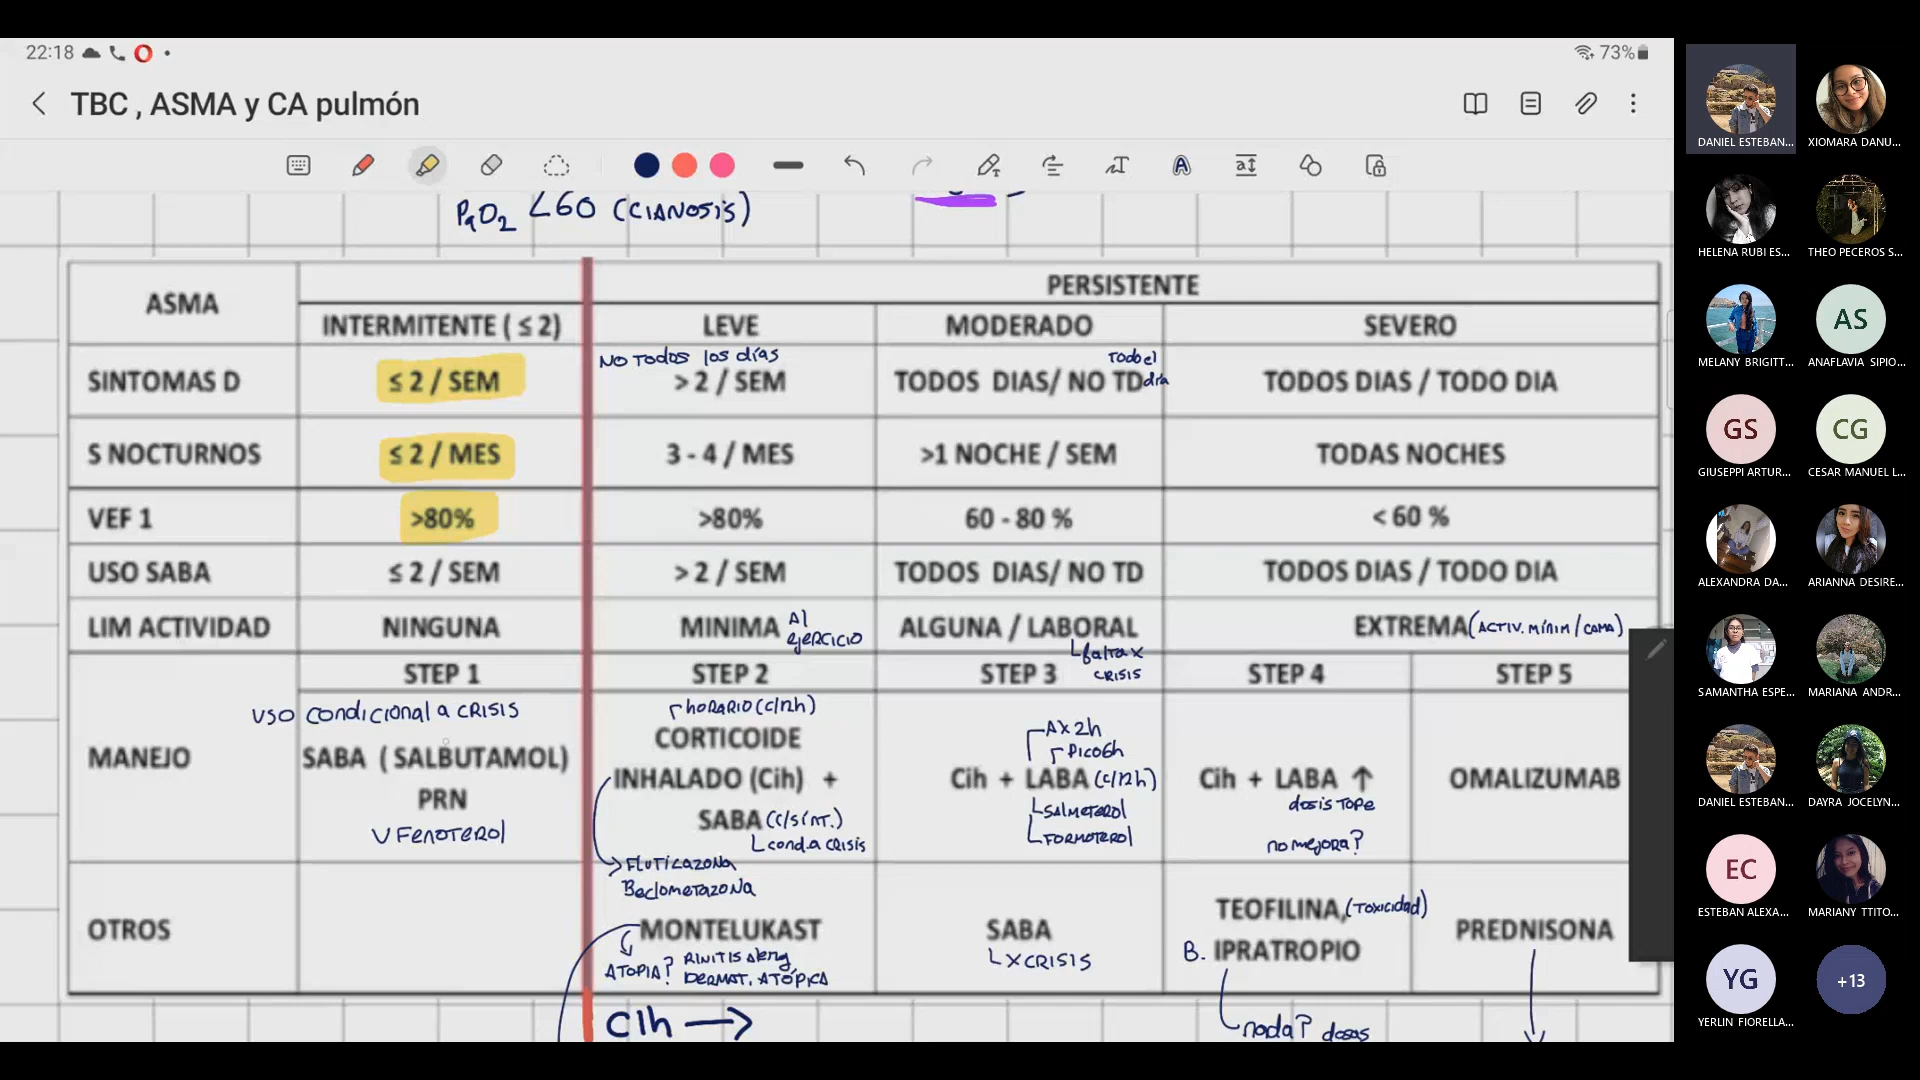 22:18
73%
TBC , ASMA y CA pulmón
PaO2 <60 (CIANOSIS)
ASMA
PERSISTENTE
INTERMITENTE ( ≤ 2)
LEVE
MODERADO
SEVERO
SINTOMAS D
≤ 2 / SEM
NO TODOS los días
> 2 / SEM
TODOS DIAS/ NO TD
Todo el
día
TODOS DIAS / TODO DIA
S NOCTURNOS
≤ 2 / MES
3 - 4 / MES
>1 NOCHE / SEM
TODAS NOCHES
VEF 1
>80%
>80%
60 - 80 %
< 60 %
USO SABA
≤ 2 / SEM
> 2 / SEM
TODOS DIAS/ NO TD
TODOS DIAS / TODO DIA
LIM ACTIVIDAD
NINGUNA
MINIMA
Al
ejercicio
ALGUNA / LABORAL
falta x
CRISIS
EXTREMA
(ACTIV. MÍNIM / CAMA)
STEP 1
STEP 2
STEP 3
STEP 4
STEP 5
MANEJO
USO condicional a CRISIS
SABA ( SALBUTAMOL)
PRN
V Fenoterol
HORARIO (c/12h)
CORTICOIDE
INHALADO (Cih) +
SABA (c/sínt.)
cond. a crisis
Fluticazona
Beclometazona
Ax 2h
Pico6h
Cih + LABA (c/12h)
SALMETEROL
FORMOTEROL
Cih + LABA ↑
dosis Tope
no mejora?
OMALIZUMAB
OTROS
MONTELUKAST
ATOPIA? RINITIS alerg
DERMAT. ATÓPICA
SABA
X CRISIS
TEOFILINA, (TOXICIDAD)
B. IPRATROPIO
PREDNISONA
CIh →
nada? dosas
DANIEL ESTEBAN...
XIOMARA DANU...
HELENA RUBI ES...
THEO PECEROS S...
MELANY BRIGITT...
AS
ANAFLAVIA SIPIO...
GS
GIUSEPPI ARTUR...
CG
CESAR MANUEL L...
ALEXANDRA DA...
ARIANNA DESIRE...
SAMANTHA ESPE...
MARIANA ANDR...
DANIEL ESTEBAN...
DAYRA JOCELYN...
EC
ESTEBAN ALEXA...
MARIANY TTITO...
YG
YERLIN FIORELLA...
+13